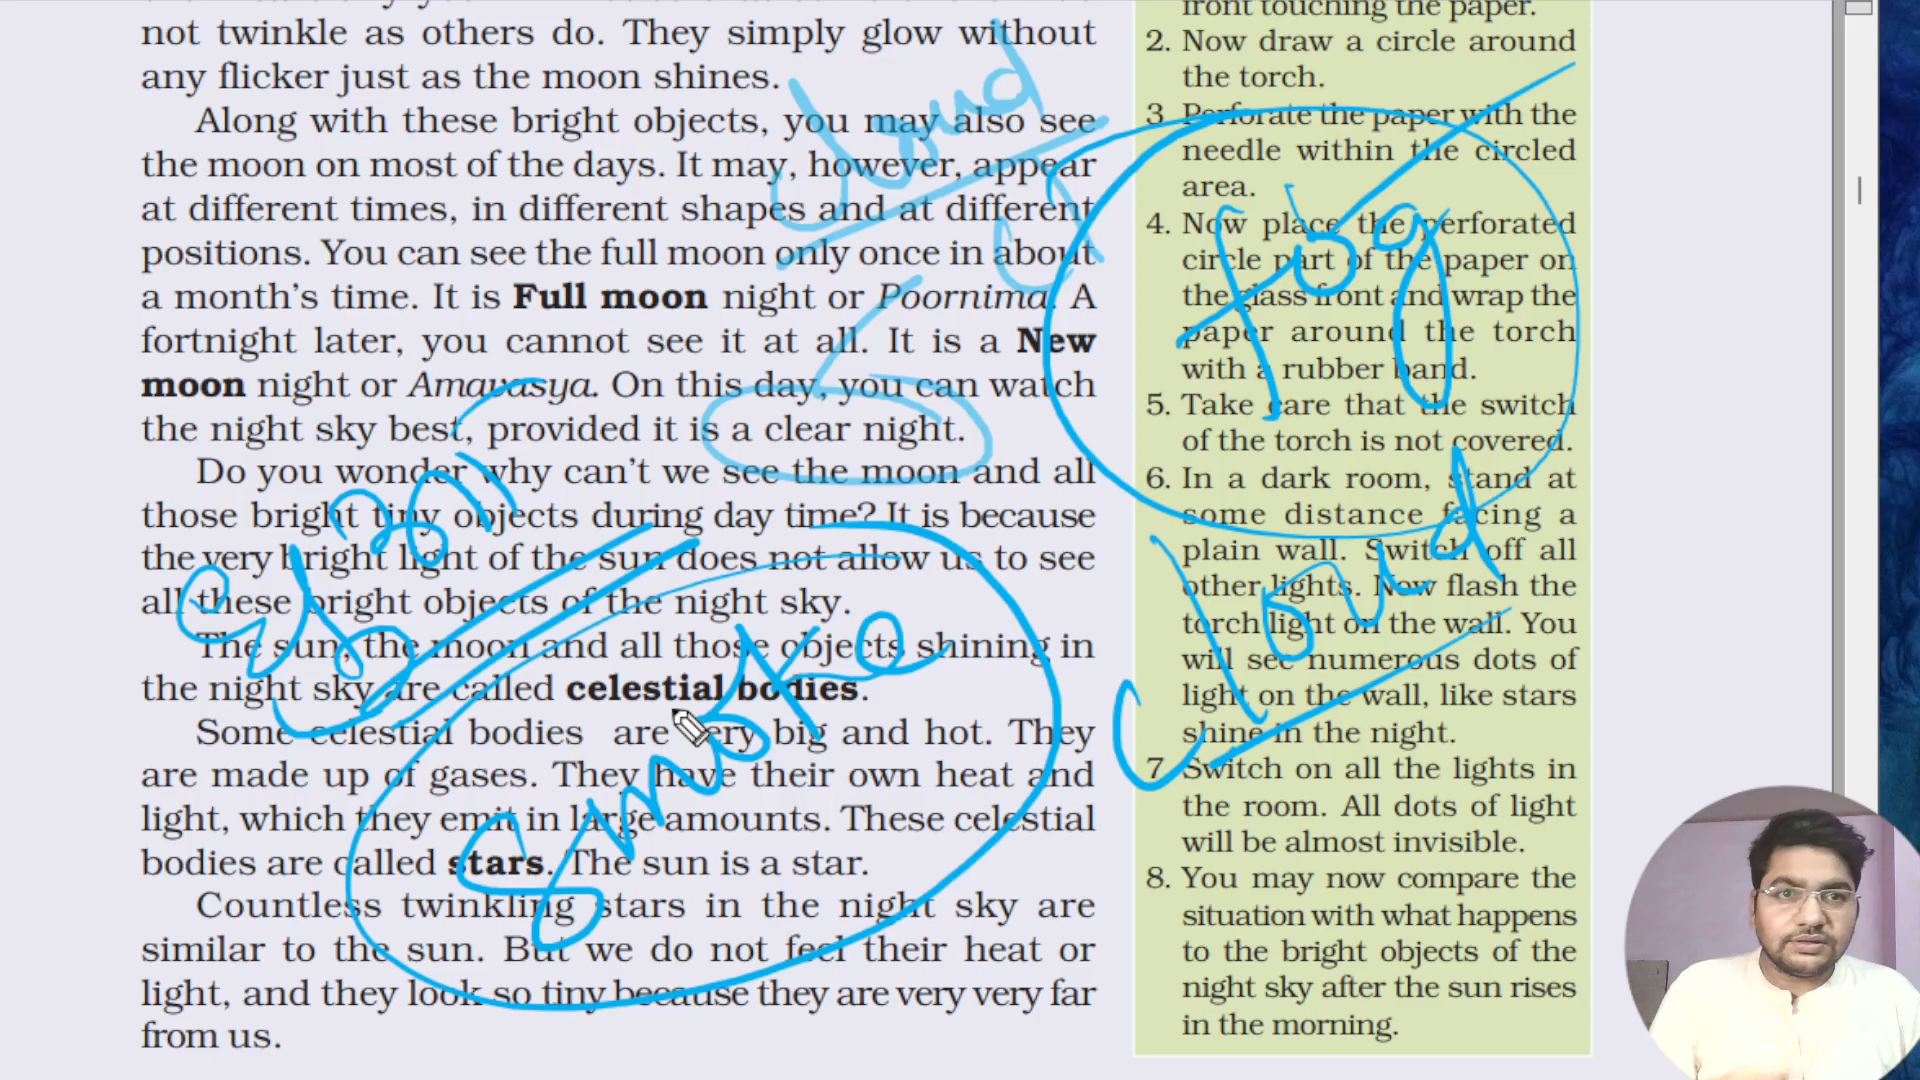 not twinkle as others do. They simply glow without
any flicker just as the moon shines.
Along with these bright objects, you may also see
the moon on most of the days. It may, however, appear
at different times, in different shapes and at different
positions. You can see the full moon only once in about
a month's time. It is Full moon night or Poornima. A
fortnight later, you cannot see it at all. It is a New
moon night or Amavasya. On this day, you can watch
the night sky best, provided it is a clear night.
Do you wonder why can't we see the moon and all
those bright tiny objects during day time? It is because
the very bright light of the sun does not allow us to see
all these bright objects of the night sky.
The sun, the moon and all those objects shining in
the night sky are called celestial bodies.
Some celestial bodies are very big and hot. They
are made up of gases. They have their own heat and
light, which they emit in large amounts. These celestial
bodies are called stars. The sun is a star.
Countless twinkling stars in the night sky are
similar to the sun. But we do not feel their heat or
light, and they look so tiny because they are very very far
from us.
front touching the paper.
2. Now draw a circle around
the torch.
3. Perforate the paper with the
needle within the circled
area.
4. Now place the perforated
circle part of the paper on
the glass front and wrap the
paper around the torch
with a rubber band.
5. Take care that the switch
of the torch is not covered.
6. In a dark room, stand at
some distance facing a
plain wall. Switch off all
other lights. Now flash the
torch light on the wall. You
will see numerous dots of
light on the wall, like stars
shine in the night.
7. Switch on all the lights in
the room. All dots of light
will be almost invisible.
8. You may now compare the
situation with what happens
to the bright objects of the
night sky after the sun rises
in the morning.
fog
cloud
smoke